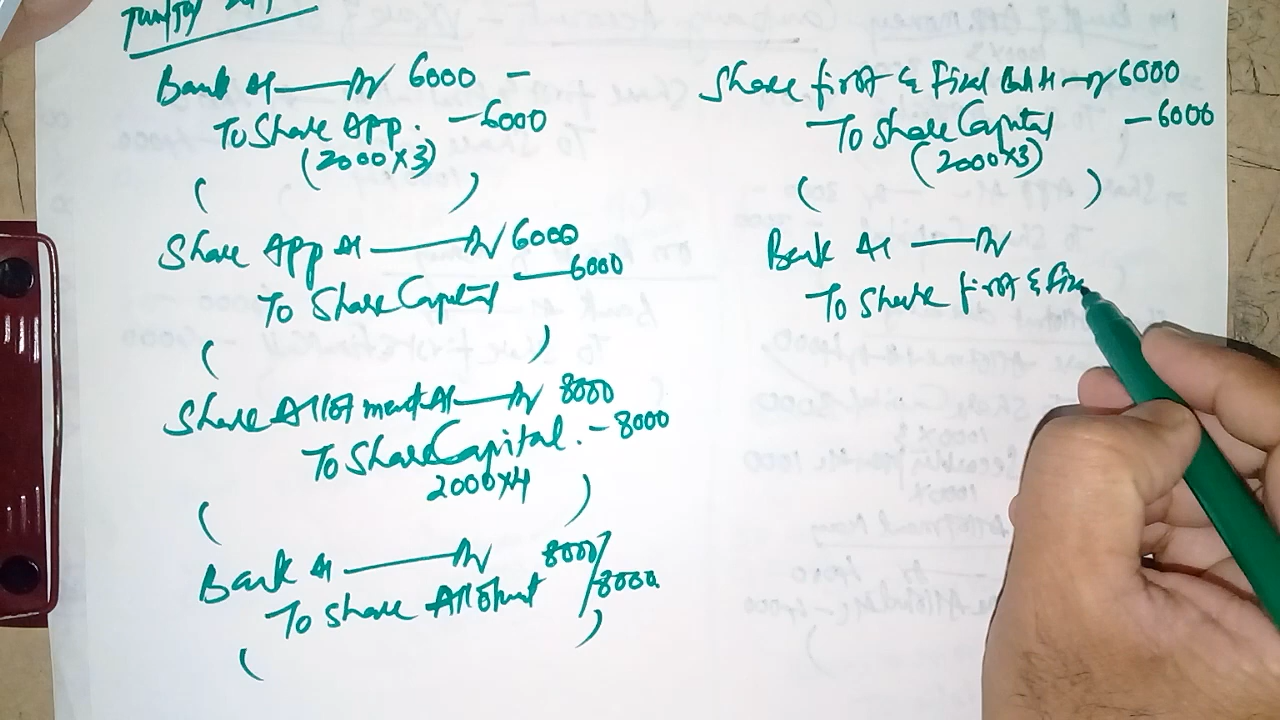 Bank A/c Dr 6000 -
To Share App. - 6000
(2000x3)
( )
Share App A/c Dr 6000
To Share Capital 6000
( )
Share Allotment A/c Dr 8000
To Share Capital. - 8000
2000x4
( )
Bank A/c Dr 8000/
To Share Allotment /8000
( )
Share first & Final Call A/c Dr 6000
To Share Capital - 6000
(2000x3)
( )
Bank A/c Dr
To Share first & Fin